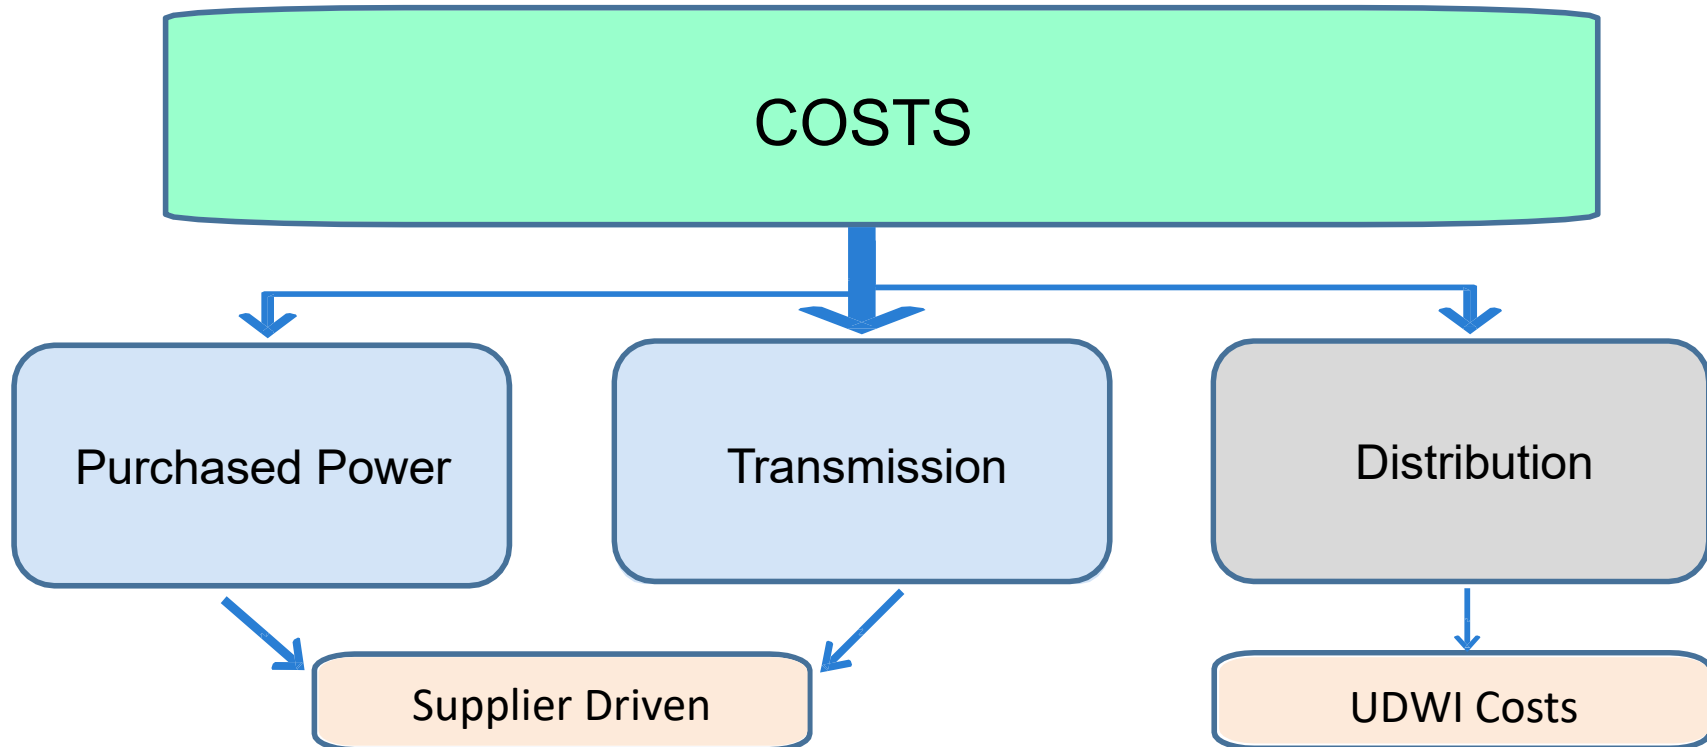 COSTS
Purchased Power
Transmission
Distribution
Supplier Driven
UDWI Costs